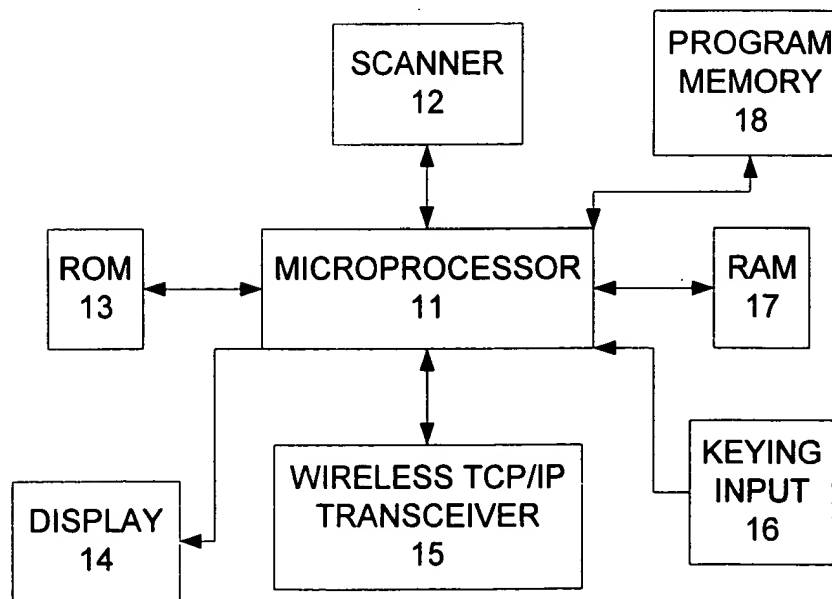 SCANNER
12
PROGRAM
MEMORY
18
ROM
13
MICROPROCESSOR
11
RAM
17
DISPLAY
14
WIRELESS TCP/IP
TRANSCEIVER
15
KEYING
INPUT
16